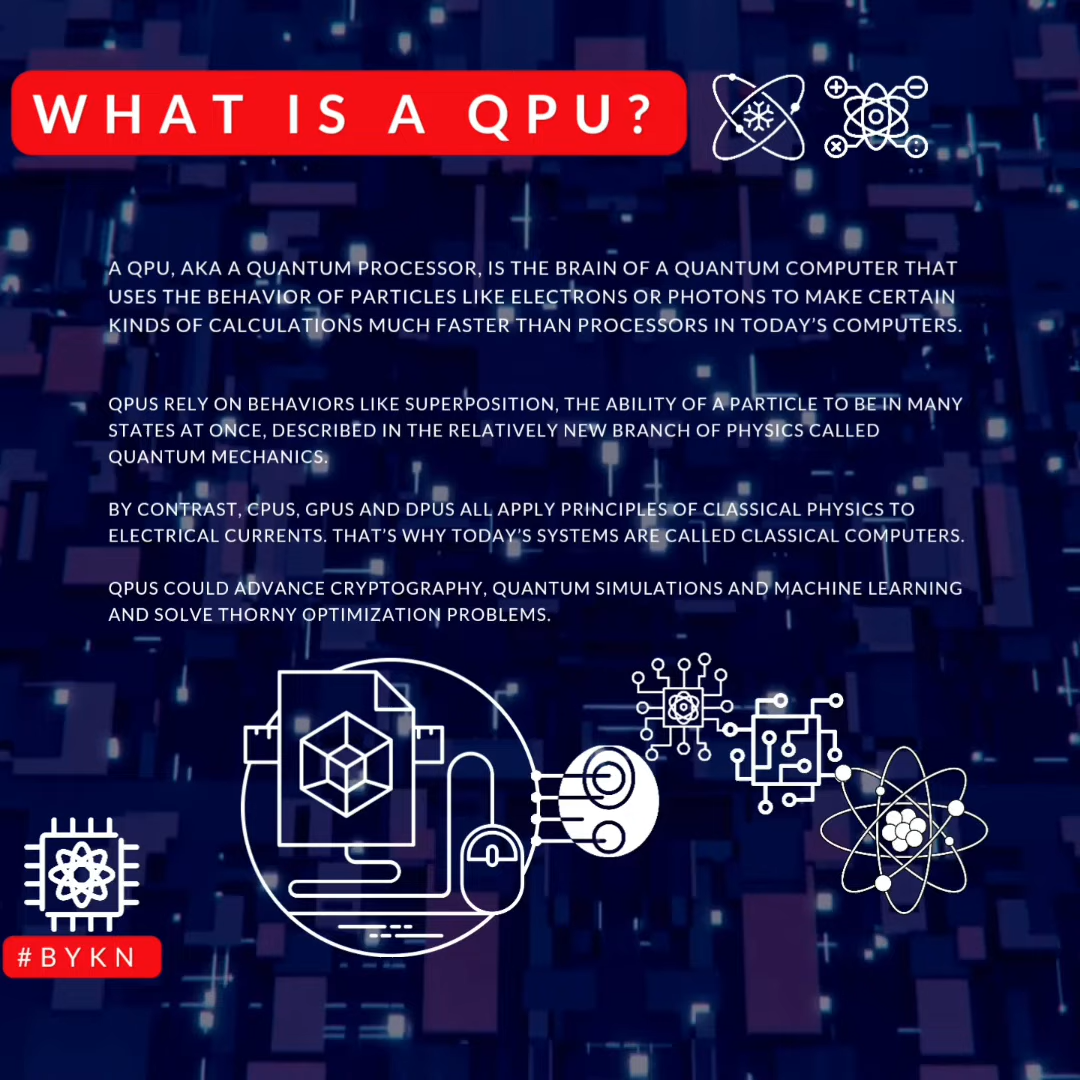 WHAT IS A QPU?
A QPU, AKA A QUANTUM PROCESSOR, IS THE BRAIN OF A QUANTUM COMPUTER THAT
USES THE BEHAVIOR OF PARTICLES LIKE ELECTRONS OR PHOTONS TO MAKE CERTAIN
KINDS OF CALCULATIONS MUCH FASTER THAN PROCESSORS IN TODAY'S COMPUTERS.
QPUS RELY ON BEHAVIORS LIKE SUPERPOSITION, THE ABILITY OF A PARTICLE TO BE IN MANY
STATES AT ONCE, DESCRIBED IN THE RELATIVELY NEW BRANCH OF PHYSICS CALLED
QUANTUM MECHANICS.
BY CONTRAST, CPUS, GPUS AND DPUS ALL APPLY PRINCIPLES OF CLASSICAL PHYSICS TO
ELECTRICAL CURRENTS. THAT'S WHY TODAY'S SYSTEMS ARE CALLED CLASSICAL COMPUTERS.
QPUS COULD ADVANCE CRYPTOGRAPHY, QUANTUM SIMULATIONS AND MACHINE LEARNING
AND SOLVE THORNY OPTIMIZATION PROBLEMS.
#BYKN